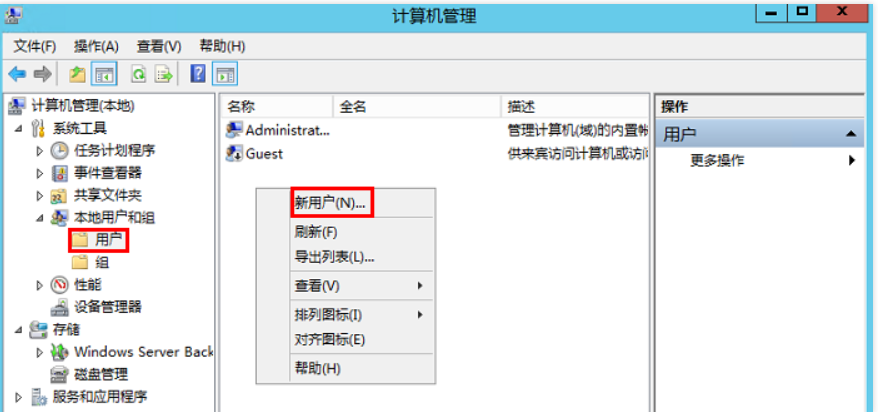 计算机管理
文件(F) 操作(A) 查看(V) 帮助(H)
计算机管理(本地)
系统工具
任务计划程序
事件查看器
共享文件夹
本地用户和组
用户
组
性能
设备管理器
存储
Windows Server Back
磁盘管理
服务和应用程序
名称 全名 描述
Administrat... 管理计算机(域)的内置帐
Guest 供来宾访问计算机或访问
新用户(N)...
刷新(F)
导出列表(L)...
查看(V)
排列图标(I)
对齐图标(E)
帮助(H)
操作
用户
更多操作